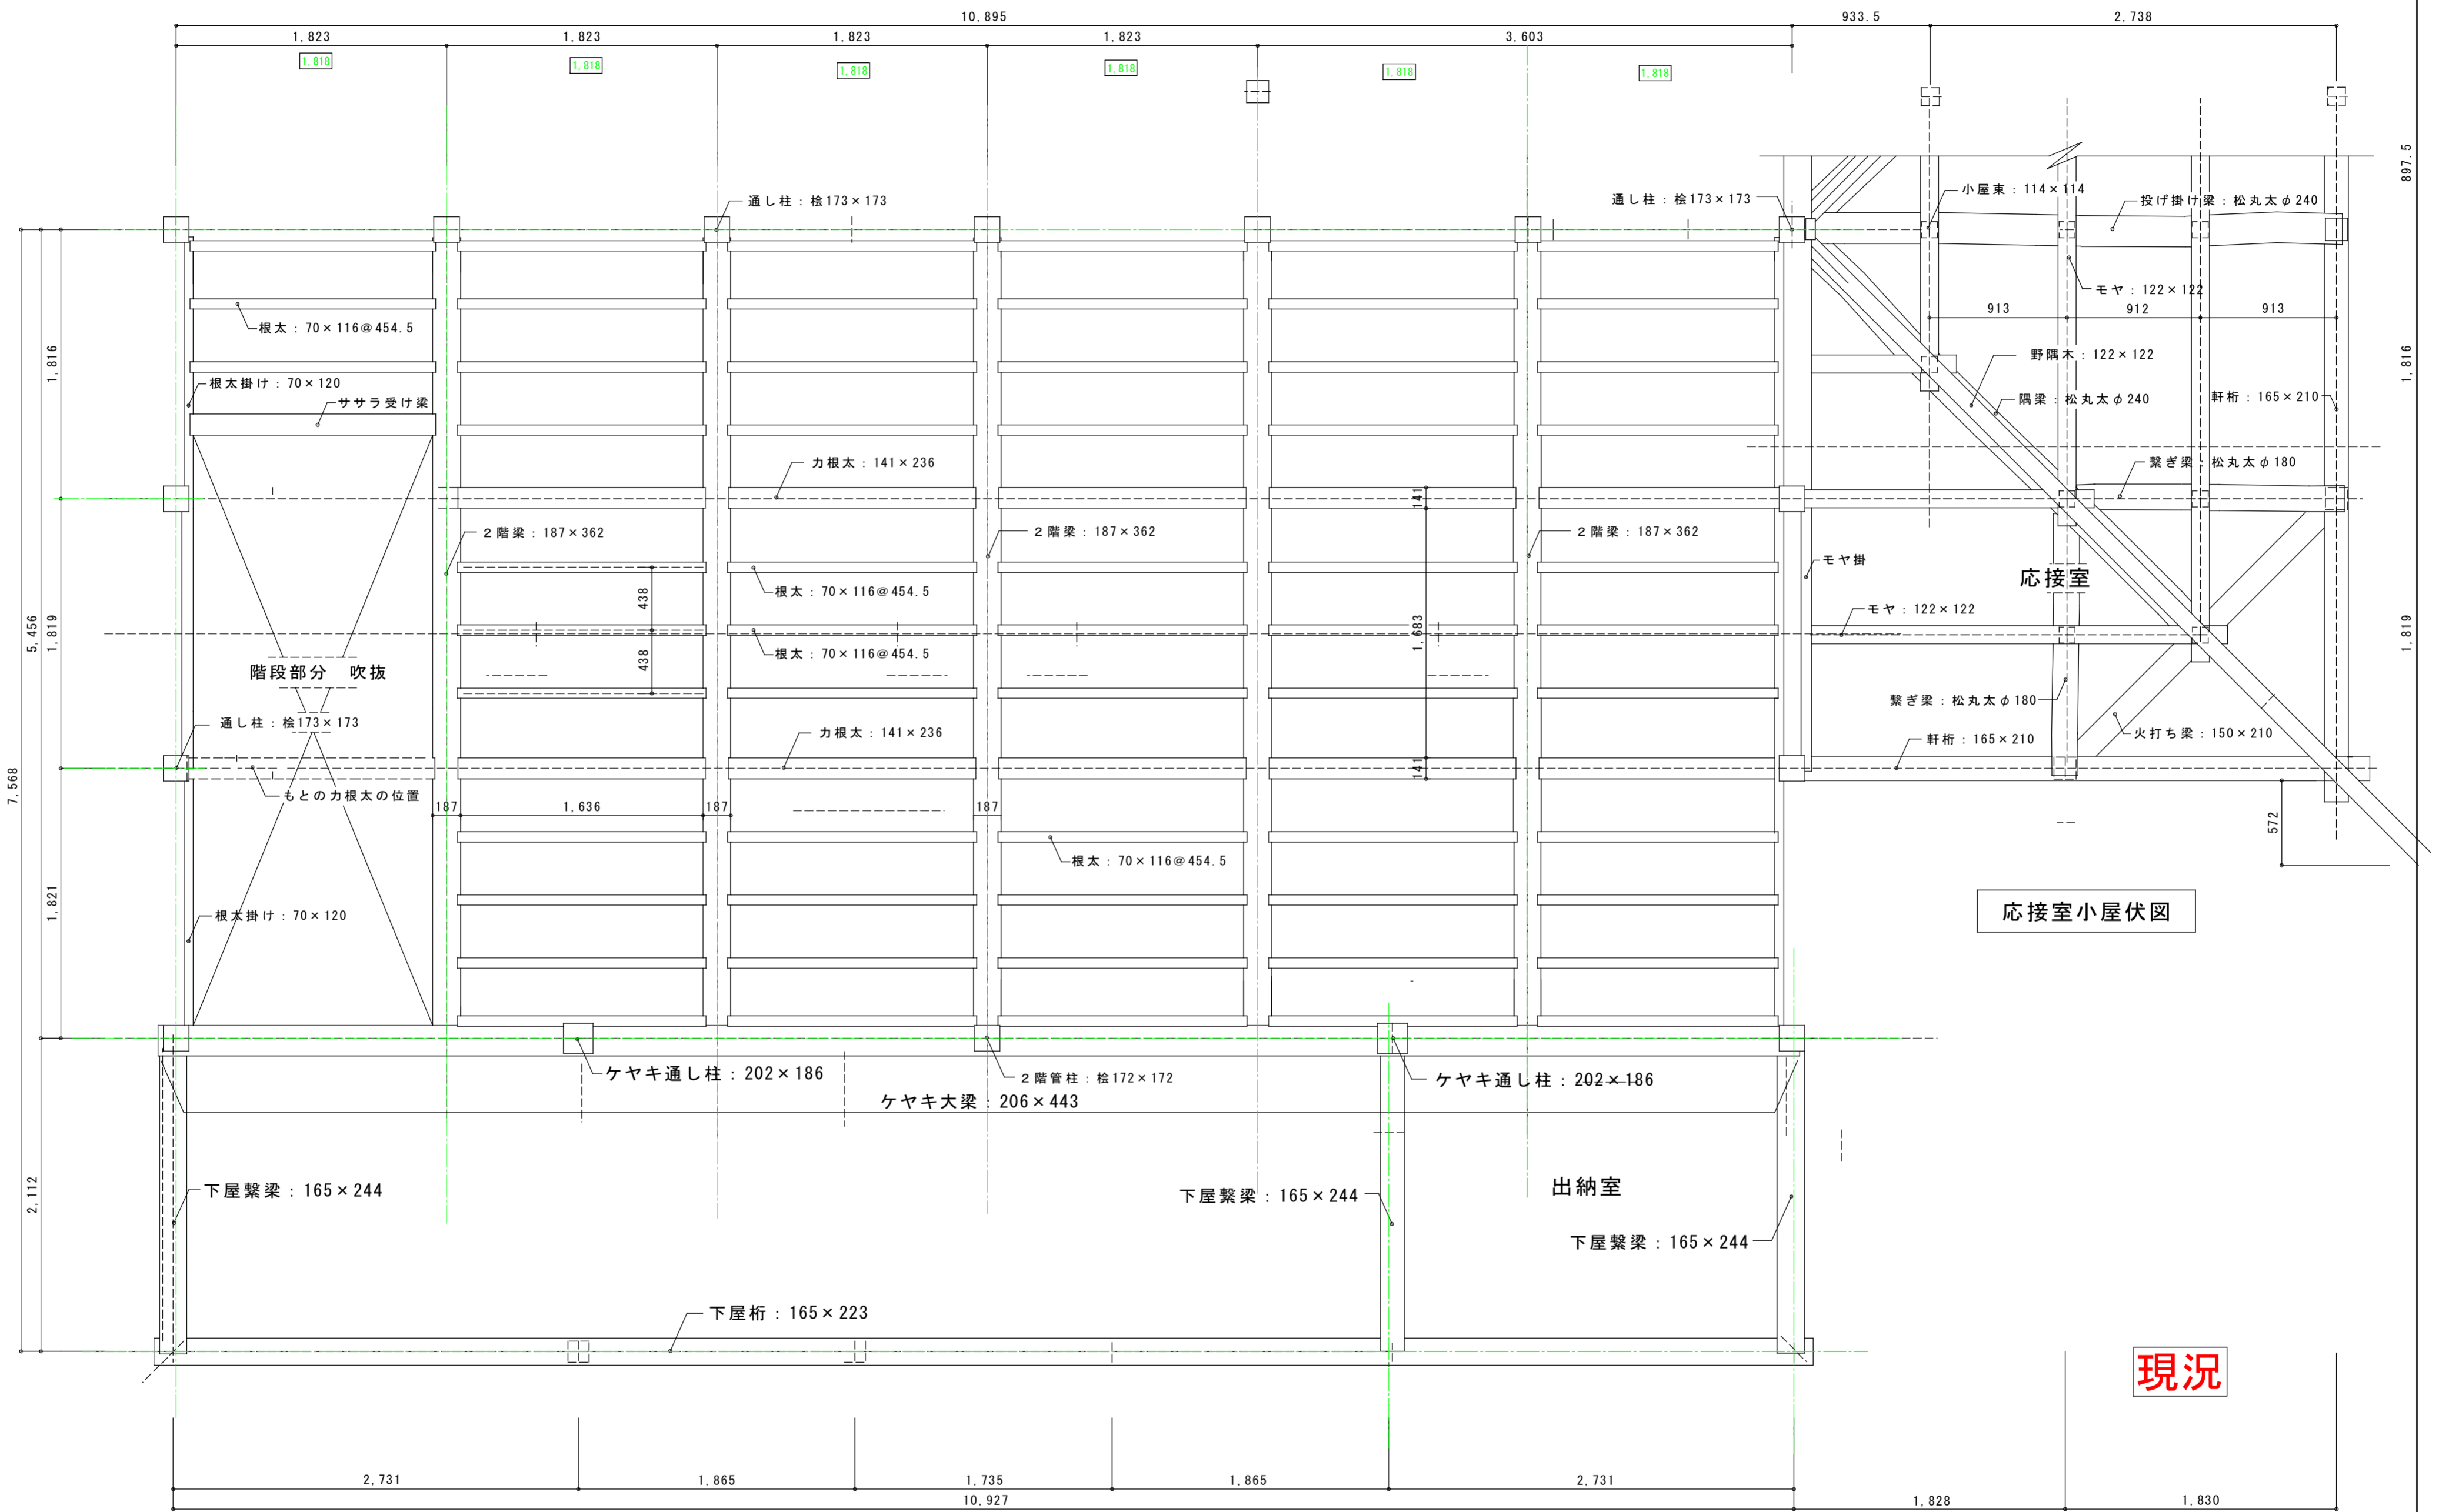 10,895
933.5
2,738
1,823
1,823
1,823
1,823
3,603
1,818
1,818
1,818
1,818
1,818
1,818
897.5
通し柱：桧173×173
通し柱：桧173×173
小屋束：114×114
投げ掛け梁：松丸太φ240
モヤ：122×122
913
912
913
根太：70×116@454.5
野隅木：122×122
1,816
1,816
根太掛け：70×120
ササラ受け梁
隅梁：松丸太φ240
軒桁：165×210
力根太：141×236
繋ぎ梁：松丸太φ180
141
2階梁：187×362
2階梁：187×362
2階梁：187×362
モヤ掛
応接室
根太：70×116@454.5
438
モヤ：122×122
5,456
1,819
1,683
1,819
根太：70×116@454.5
438
階段部分　吹抜
繋ぎ梁：松丸太φ180
通し柱：桧173×173
力根太：141×236
軒桁：165×210
火打ち梁：150×210
141
7,568
もとの力根太の位置
187
1,636
187
187
572
根太：70×116@454.5
1,821
根太掛け：70×120
応接室小屋伏図
ケヤキ通し柱：202×186
2階管柱：桧172×172
ケヤキ通し柱：202×186
ケヤキ大梁：206×443
2,112
下屋繋梁：165×244
下屋繋梁：165×244
出納室
下屋繋梁：165×244
下屋桁：165×223
現況
2,731
1,865
1,735
1,865
2,731
10,927
1,828
1,830